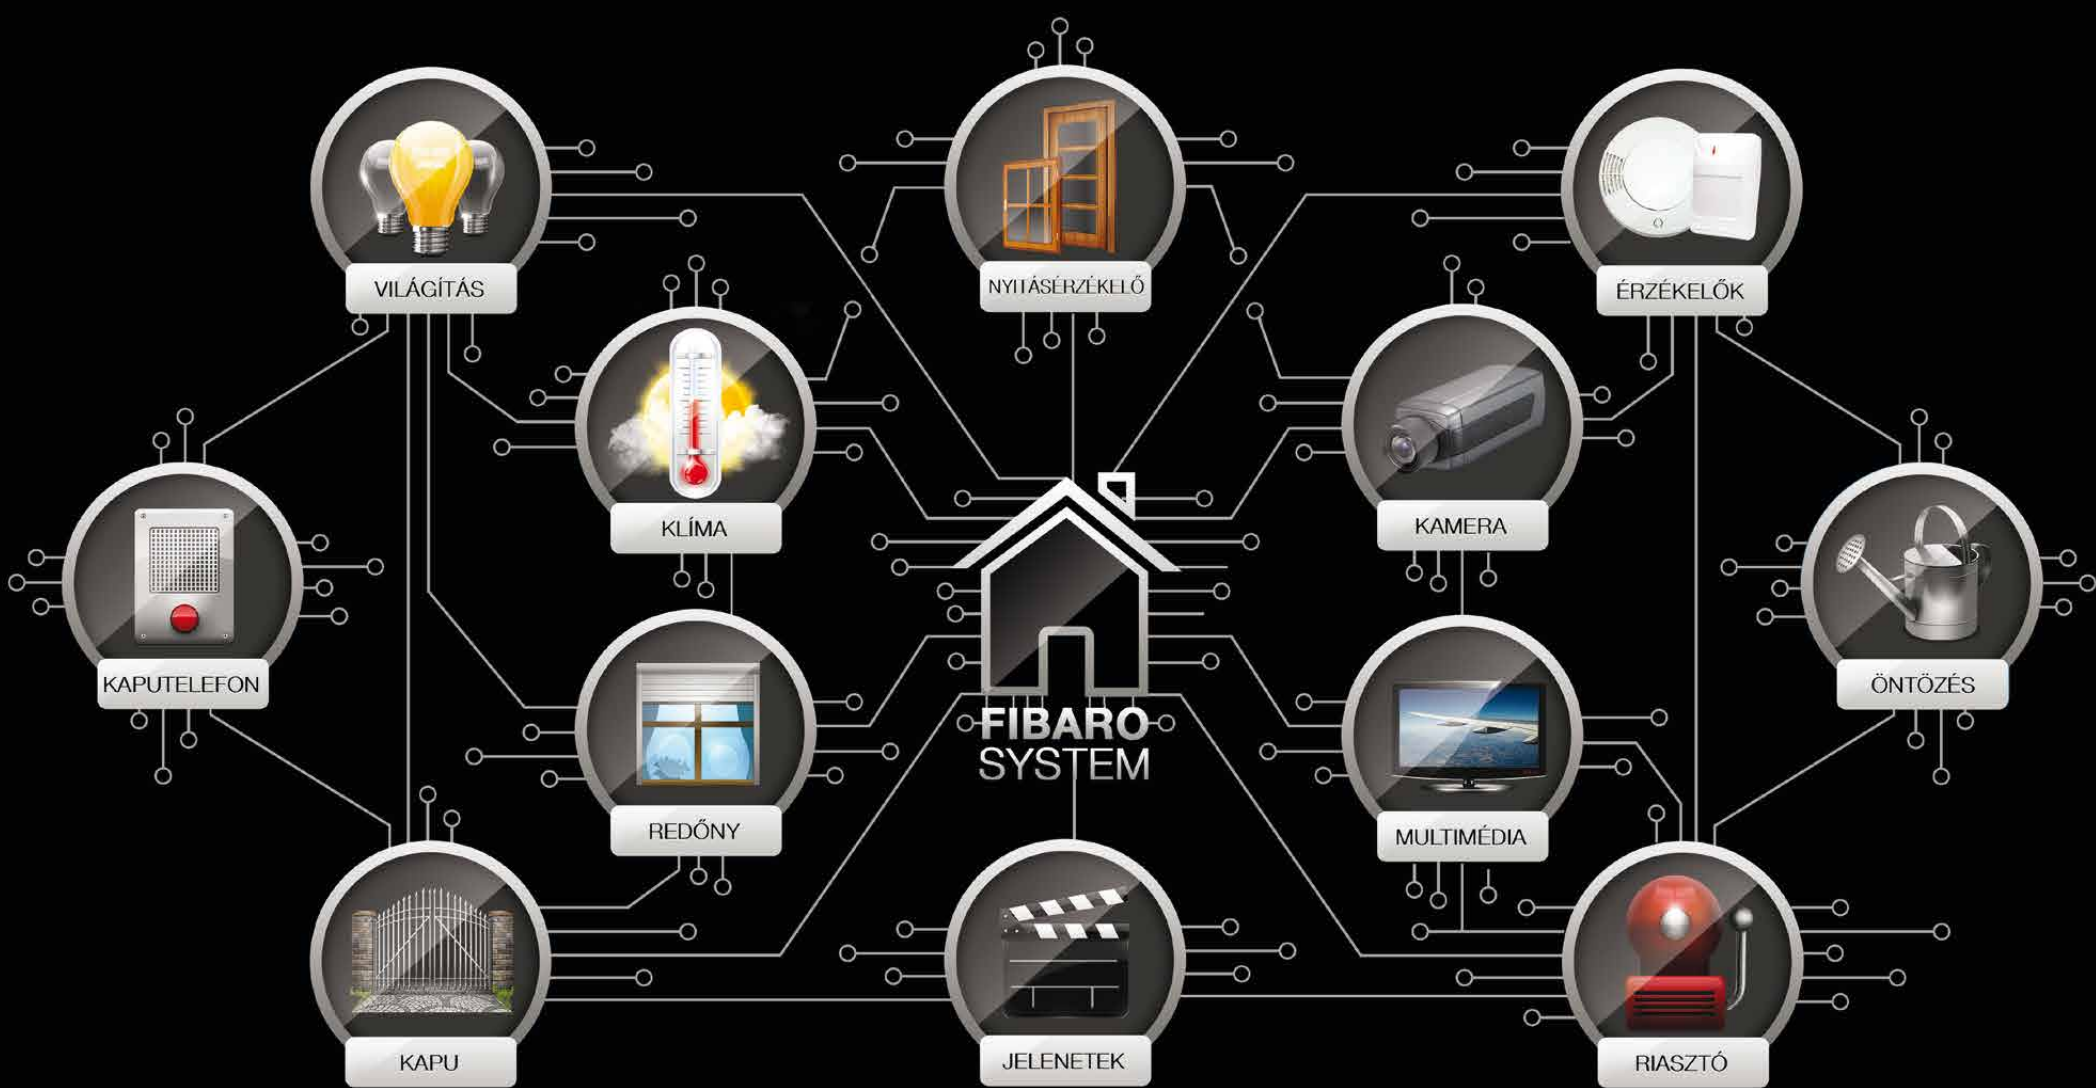 VILÁGÍTÁS
NYITÁSÉRZÉKELŐ
ÉRZÉKELŐK
KLÍMA
KAMERA
KAPUTELEFON
ÖNTÖZÉS
FIBARO
SYSTEM
REDŐNY
MULTIMÉDIA
KAPU
JELENETEK
RIASZTÓ